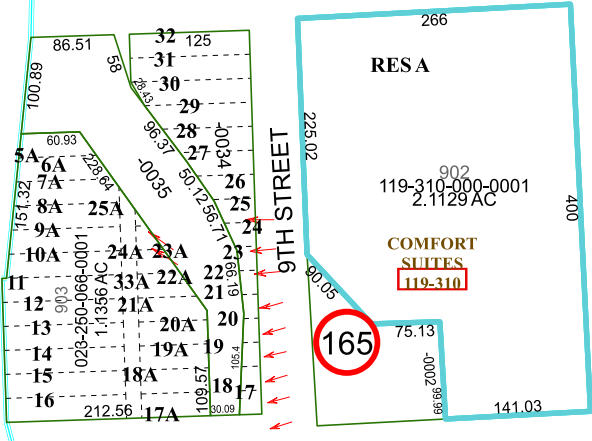 266
RES A
225.02
902
119-310-000-0001
2.1129 AC
400
COMFORT
SUITES
119-310
90.05
165
75.13
-0002
99.99
141.03
9TH STREET
86.51
58
125
100.89
28.43
96.37
-0034
-0035
50.12
56.71
66.19
105.4
60.93
228.64
151.32
903
023-250-066-0001
1.1356 AC
212.56
109.57
30.09
32
31
30
29
28
27
26
25
24
23
22
21
20
19
18
17
5A
6A
7A
8A
9A
10A
11
12
13
14
15
16
25A
24A
23A
33A
22A
21A
20A
19A
18A
17A